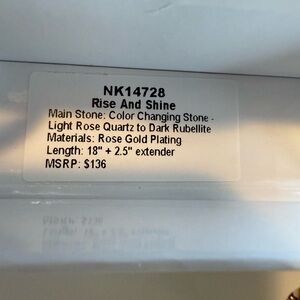 NK14728
Rise And Shine
Main Stone: Color Changing Stone -
Light Rose Quartz to Dark Rubellite
Materials: Rose Gold Plating
Length: 18" + 2.5" extender
MSRP: $136